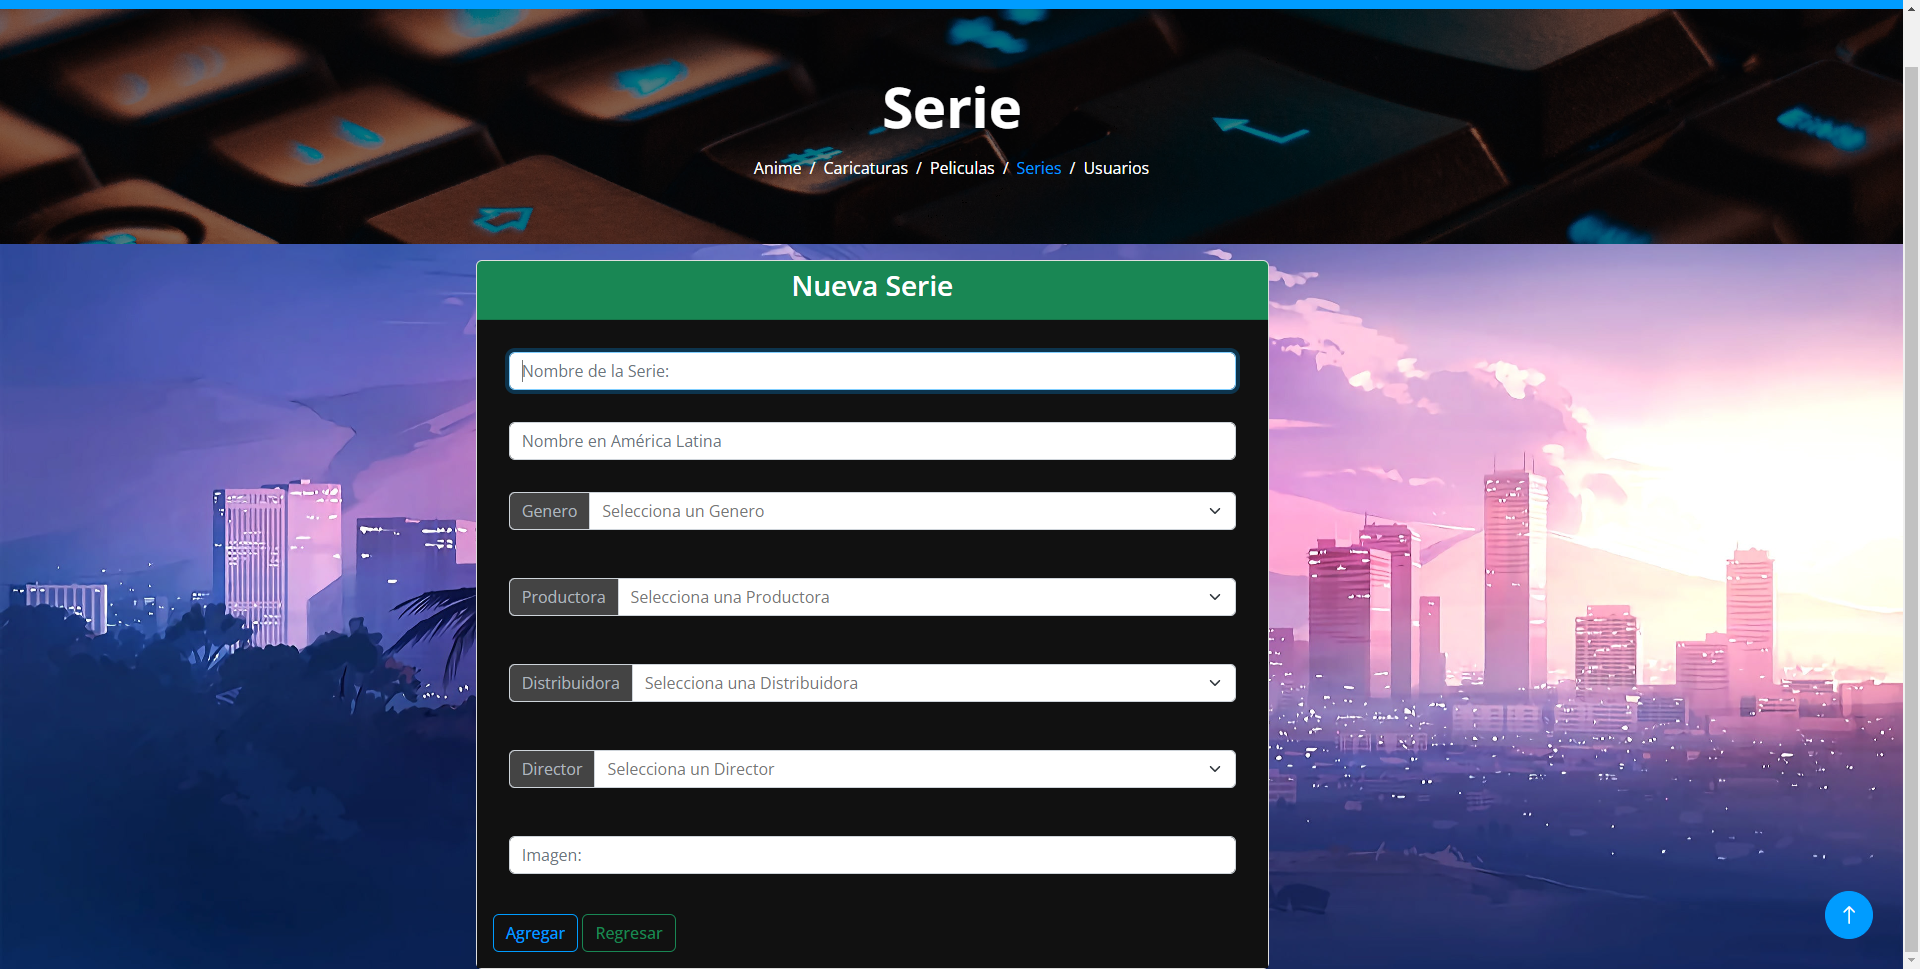 Serie
Anime / Caricaturas / Peliculas / Series / Usuarios
Nueva Serie
Nombre de la Serie:
Nombre en América Latina
Genero Selecciona un Genero
Productora Selecciona una Productora
Distribuidora Selecciona una Distribuidora
Director Selecciona un Director
Imagen:
Agregar Regresar